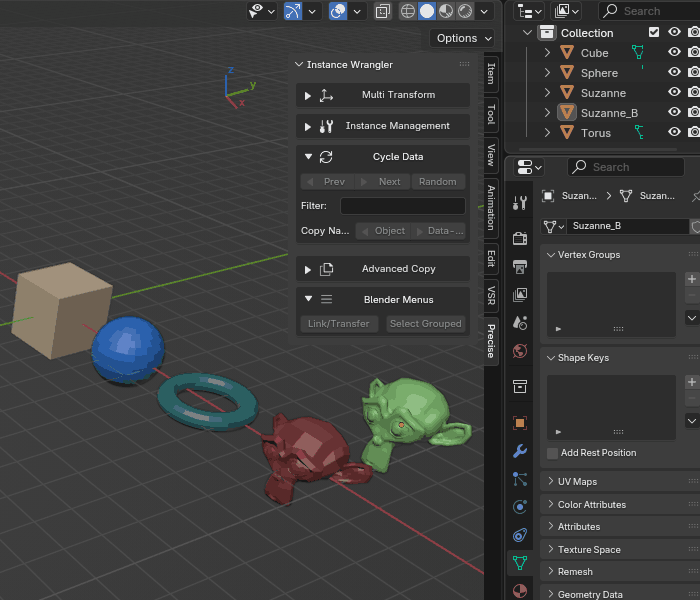 Options
Instance Wrangler
Multi Transform
Instance Management
Cycle Data
Prev
Next
Random
Filter:
Copy Na...
Object
Data-...
Advanced Copy
Blender Menus
Link/Transfer
Select Grouped
z
y
x
Item
Tool
View
Animation
Edit
VSR
Precise
Search
Collection
Cube
Sphere
Suzanne
Suzanne_B
Torus
Search
Suzan...
Suzan...
Suzanne_B
Vertex Groups
Shape Keys
Add Rest Position
UV Maps
Color Attributes
Attributes
Texture Space
Remesh
Geometry Data